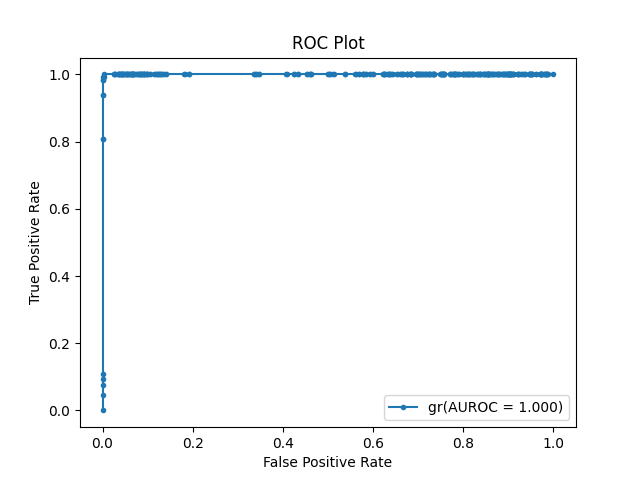 ROC Plot
True Positive Rate
1.0
0.8
0.6
0.4
0.2
0.0
gr(AUROC = 1.000)
0.0 0.2 0.4 0.6 0.8 1.0
False Positive Rate